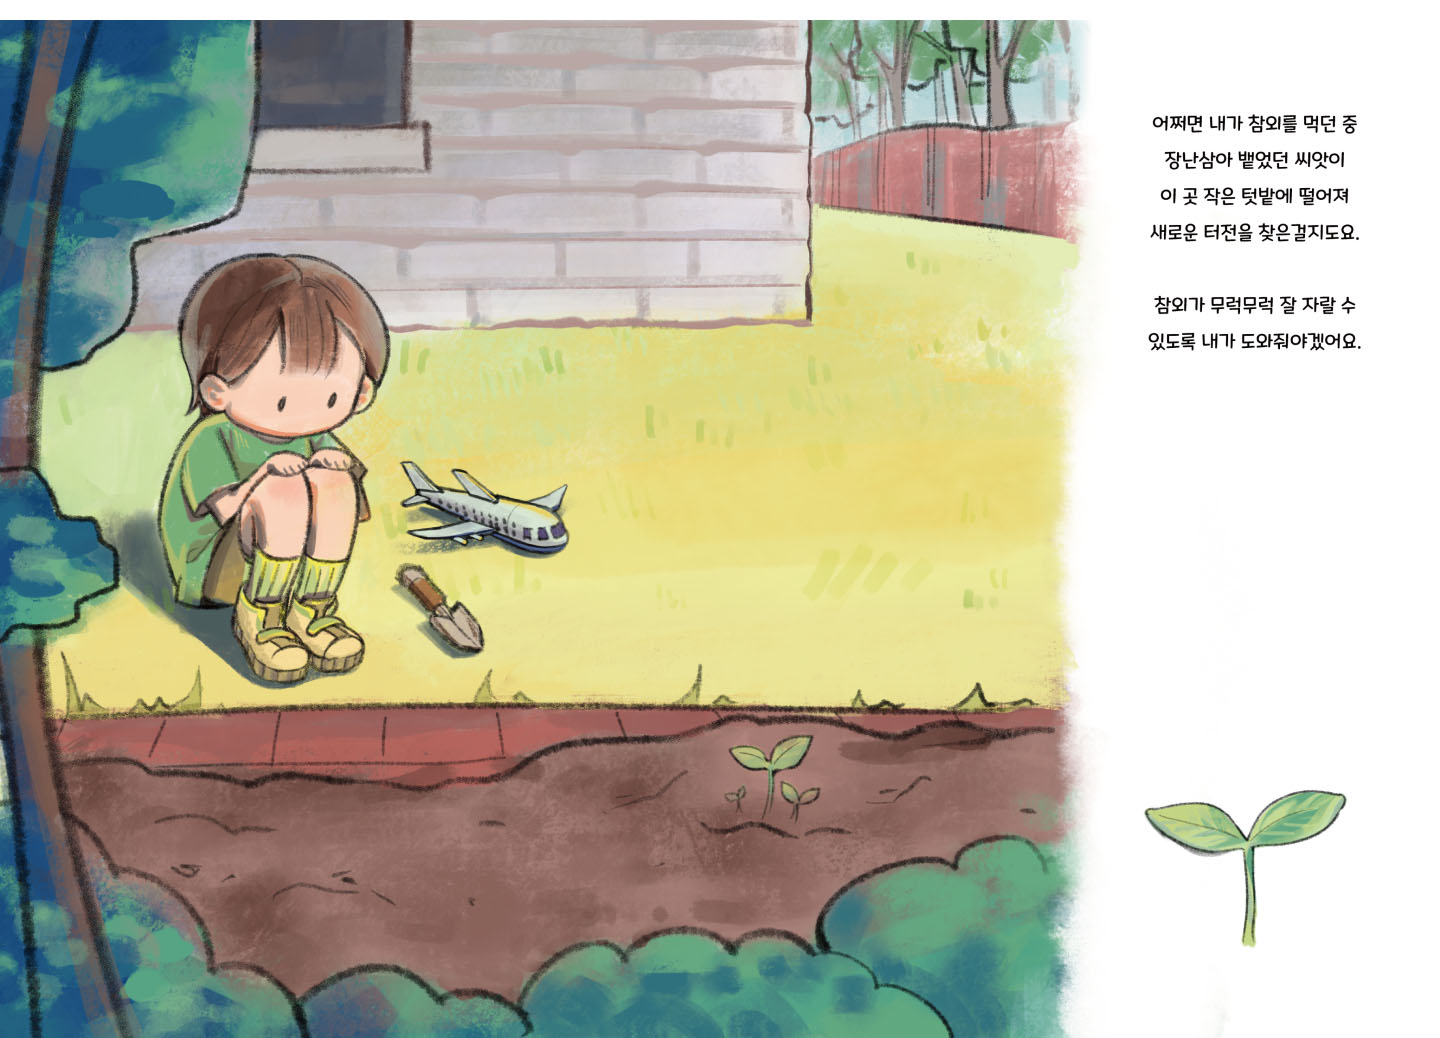 어쩌면 내가 참외를 먹던 중
장난삼아 뱉었던 씨앗이
이 곳 작은 텃밭에 떨어져
새로운 터전을 찾은걸지도요.
참외가 무럭무럭 잘 자랄 수
있도록 내가 도와줘야겠어요.